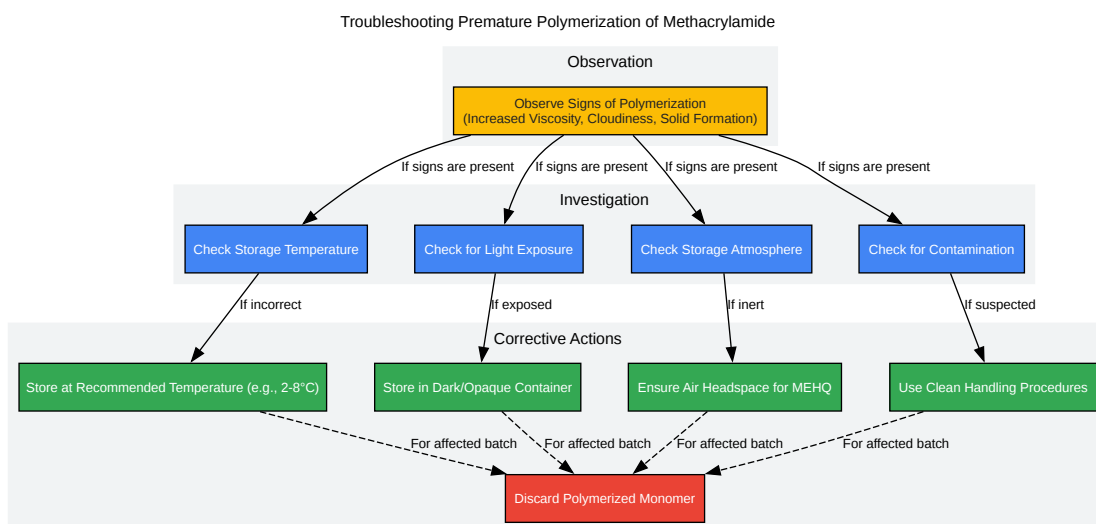 Troubleshooting Premature Polymerization of Methacrylamide
Observation
Observe Signs of Polymerization
(Increased Viscosity, Cloudiness, Solid Formation)
If signs are present
If signs are present
If signs are present
If signs are present
Investigation
Check Storage Temperature
Check for Light Exposure
Check Storage Atmosphere
Check for Contamination
If incorrect
If exposed
If inert
If suspected
Corrective Actions
Store at Recommended Temperature (e.g., 2-8°C)
Store in Dark/Opaque Container
Ensure Air Headspace for MEHQ
Use Clean Handling Procedures
For affected batch
For affected batch
For affected batch
For affected batch
Discard Polymerized Monomer